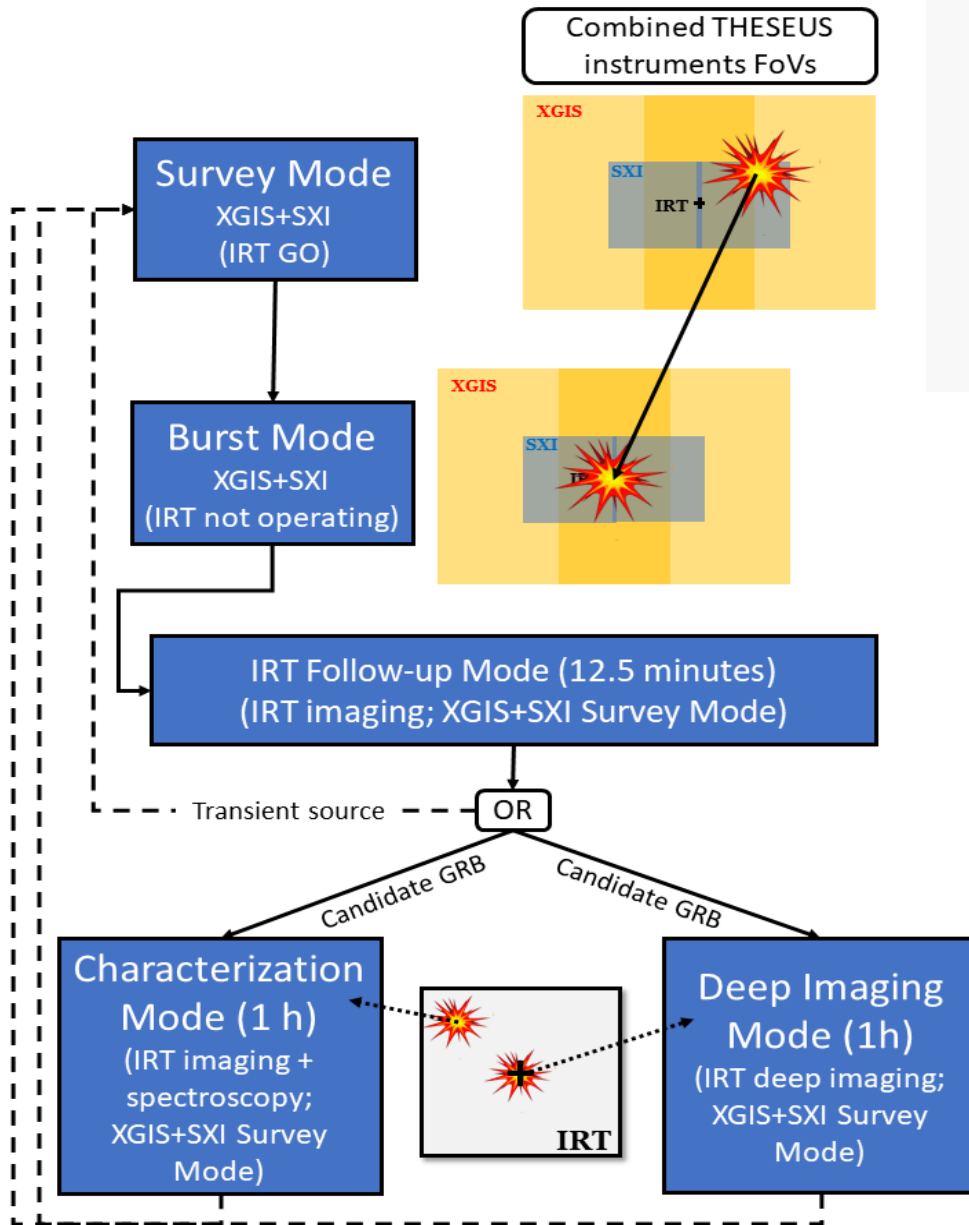 Combined THESEUS
instruments FoVs
XGIS
SXI
IRT
Survey Mode
XGIS+SXI
(IRT GO)
XGIS
SXI
Burst Mode
XGIS+SXI
(IRT not operating)
IRT Follow-up Mode (12.5 minutes)
(IRT imaging; XGIS+SXI Survey Mode)
OR
Transient source
Candidate GRB
Candidate GRB
Characterization
Mode (1 h)
(IRT imaging +
spectroscopy;
XGIS+SXI Survey
Mode)
IRT
Deep Imaging
Mode (1h)
(IRT deep imaging;
XGIS+SXI Survey
Mode)